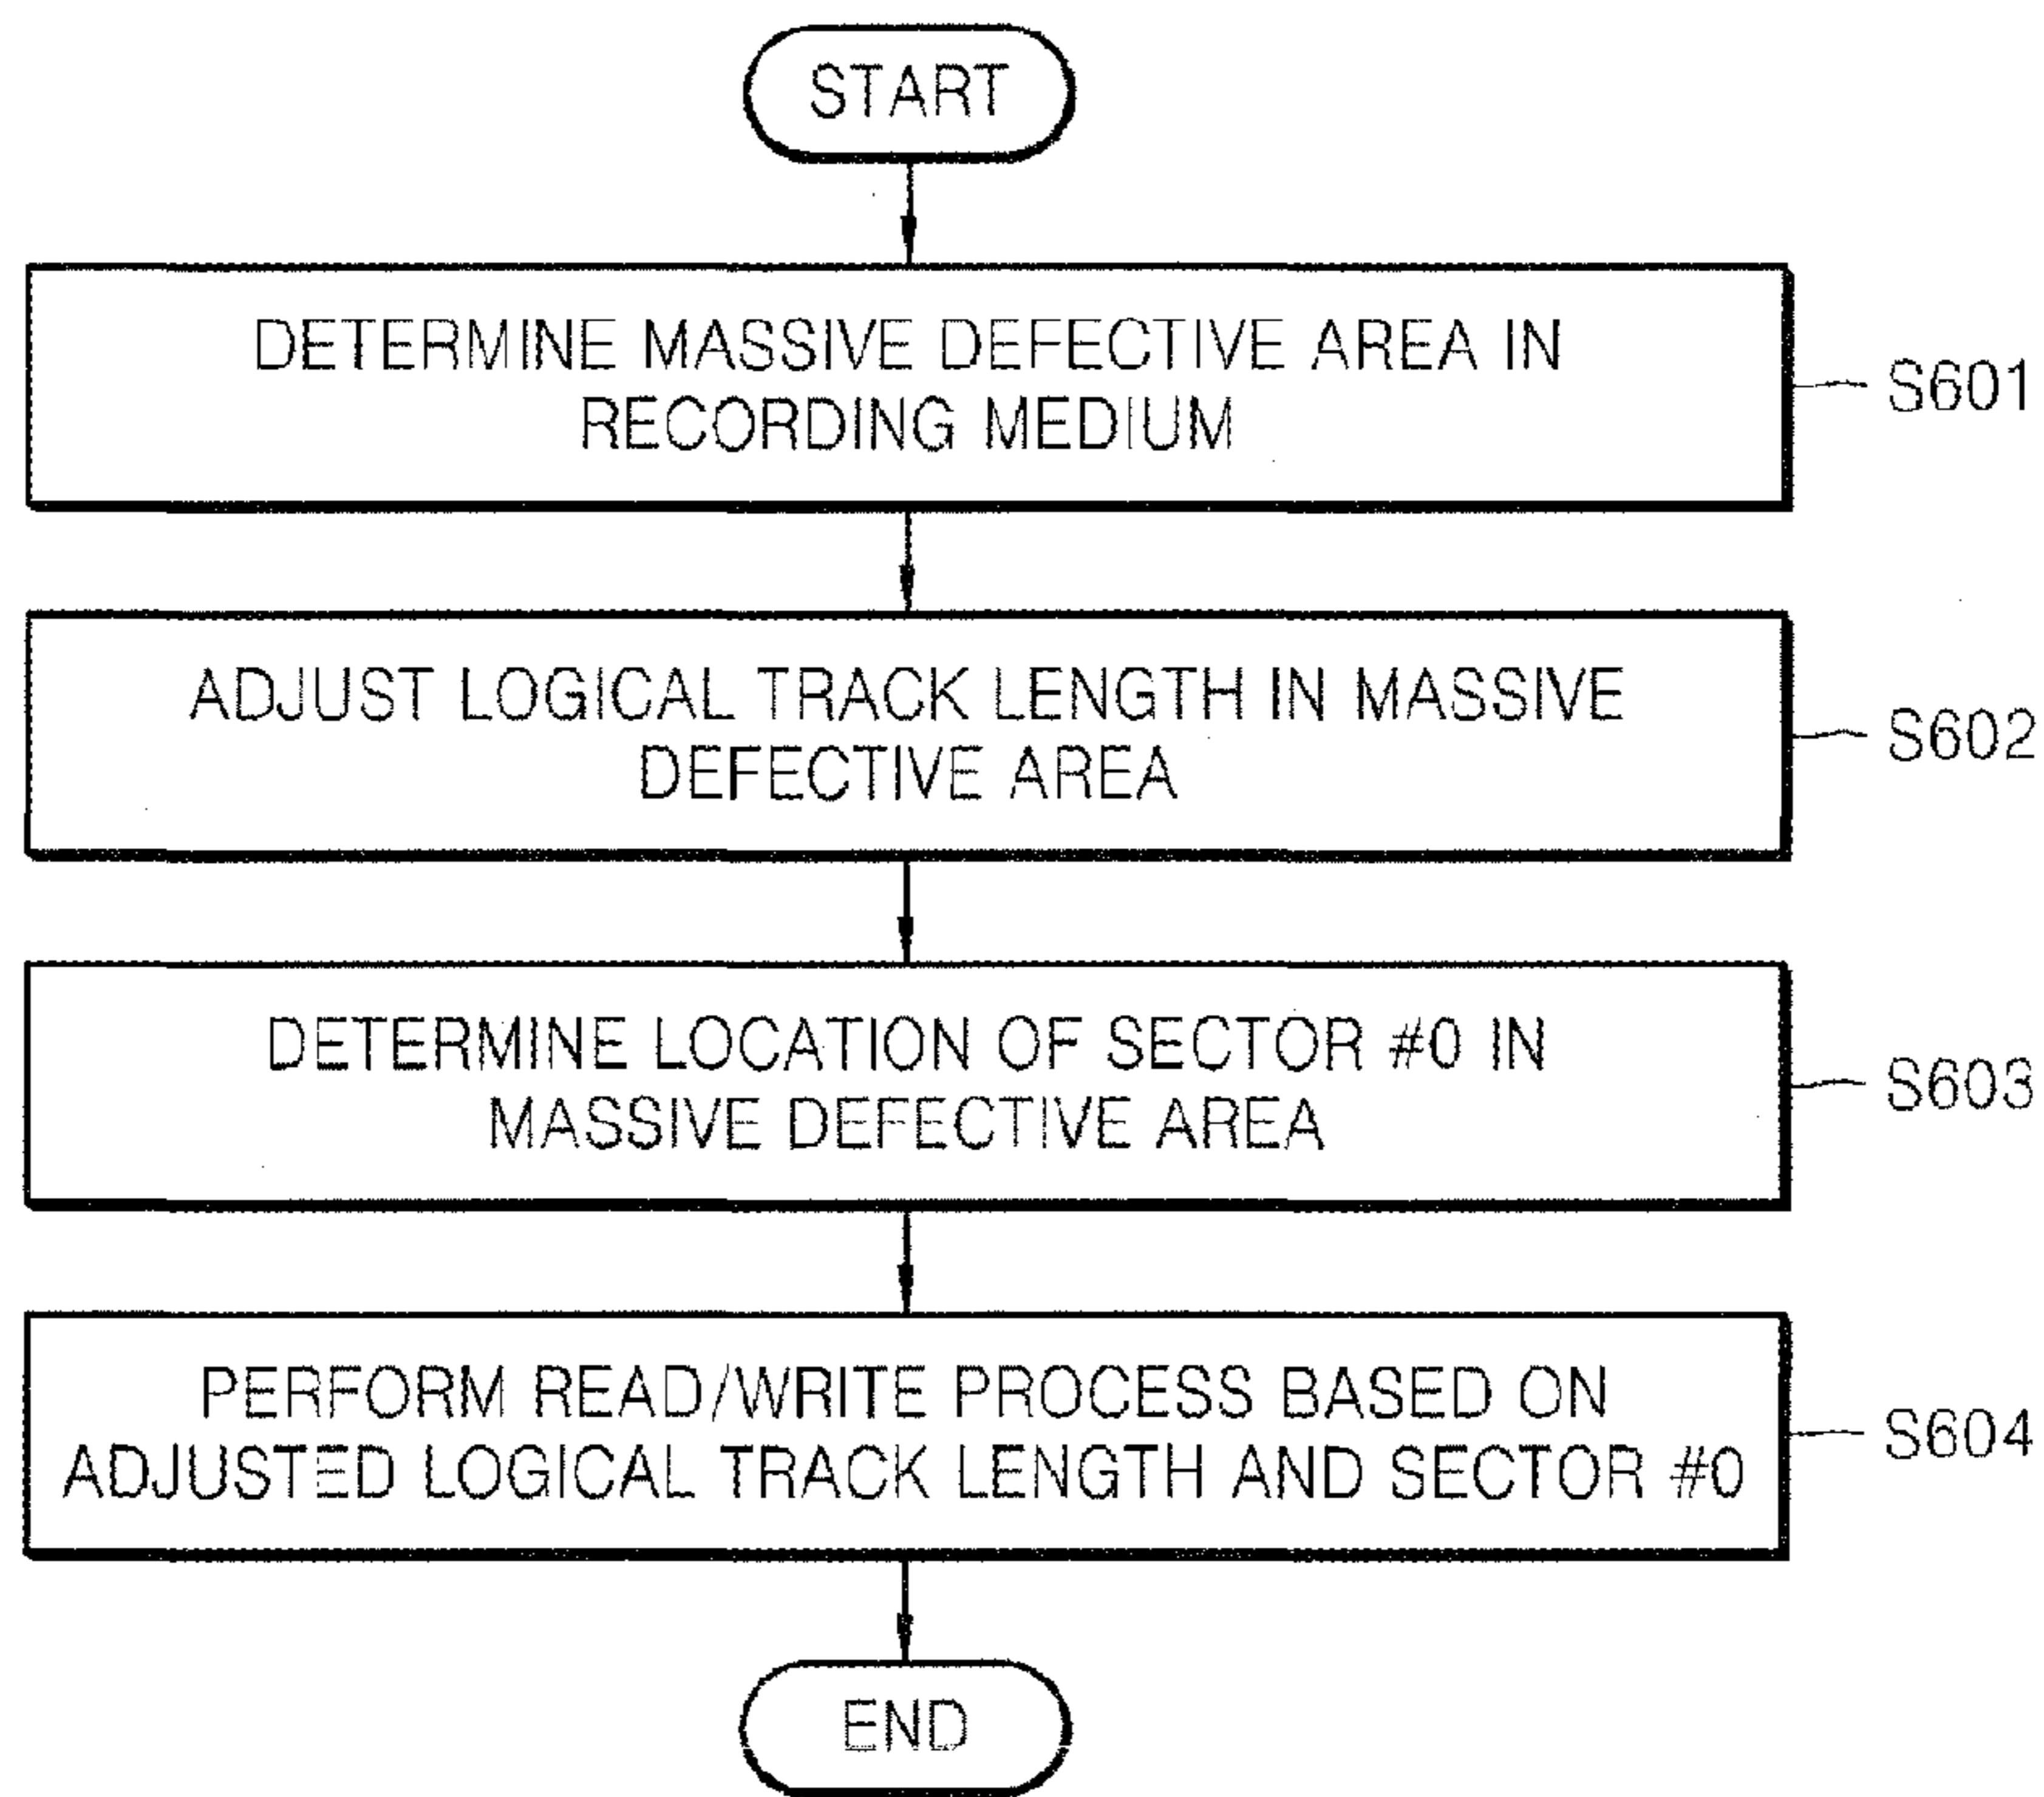 START
DETERMINE MASSIVE DEFECTIVE AREA IN
RECORDING MEDIUM
S601
ADJUST LOGICAL TRACK LENGTH IN MASSIVE
DEFECTIVE AREA
S602
DETERMINE LOCATION OF SECTOR #0 IN
MASSIVE DEFECTIVE AREA
S603
PERFORM READ/WRITE PROCESS BASED ON
ADJUSTED LOGICAL TRACK LENGTH AND SECTOR #0
S604
END